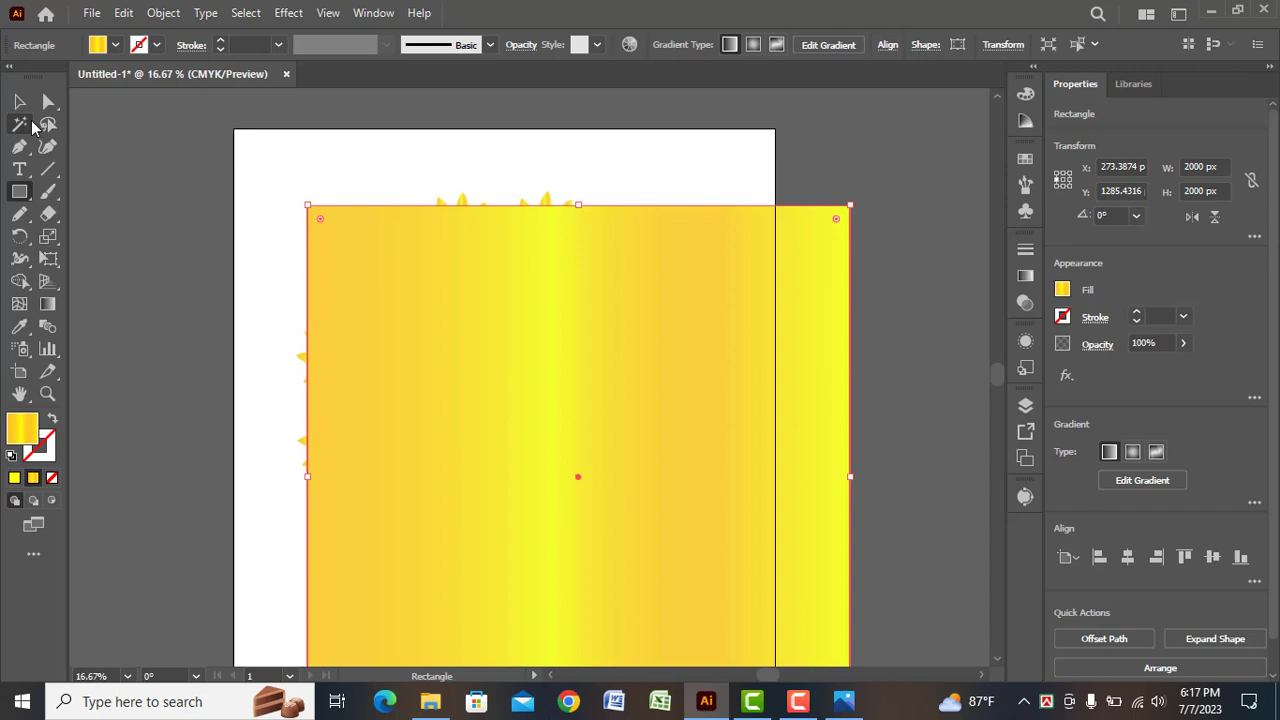 Ai File Edit Object Type Select Effect View Window Help
Rectangle Stroke: Basic Opacity Style: Gradient Type: Edit Gradient Align Shape: Transform
Untitled-1* @ 16.67 % (CMYK/Preview) ×
Properties Libraries
Rectangle
Transform
X: 273.3874 p W: 2000 px
Y: 1285.4316 H: 2000 px
0°
Appearance
Fill
Stroke
Opacity 100%
fx.
Gradient
Type:
Edit Gradient
Align
Quick Actions
Offset Path Expand Shape
Arrange
16.67% 0° 1 Rectangle
Type here to search
Ai
87°F
6:17 PM
7/7/2023